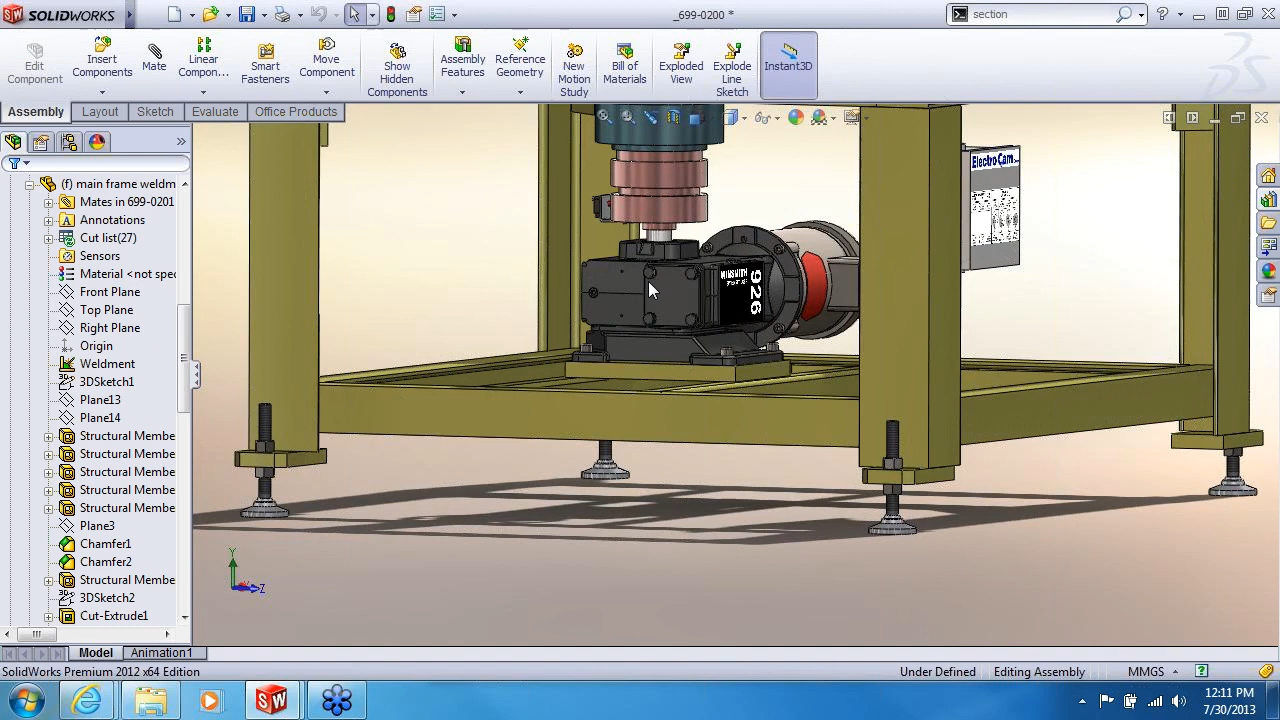 SOLIDWORKS
_699-0200 *
section
Edit Component
Insert Components
Mate
Linear Compon...
Smart Fasteners
Move Component
Show Hidden Components
Assembly Features
Reference Geometry
New Motion Study
Bill of Materials
Exploded View
Explode Line Sketch
Instant3D
Assembly
Layout
Sketch
Evaluate
Office Products
(f) main frame weldm
Mates in 699-0201
Annotations
Cut list(27)
Sensors
Material <not spec
Front Plane
Top Plane
Right Plane
Origin
Weldment
3DSketch1
Plane13
Plane14
Structural Membe
Structural Membe
Structural Membe
Structural Membe
Structural Membe
Plane3
Chamfer1
Chamfer2
Structural Membe
3DSketch2
Cut-Extrude1
Electro Cam
WINSMITH
926
Y
Z
Model
Animation1
SolidWorks Premium 2012 x64 Edition
Under Defined
Editing Assembly
MMGS
12:11 PM
7/30/2013